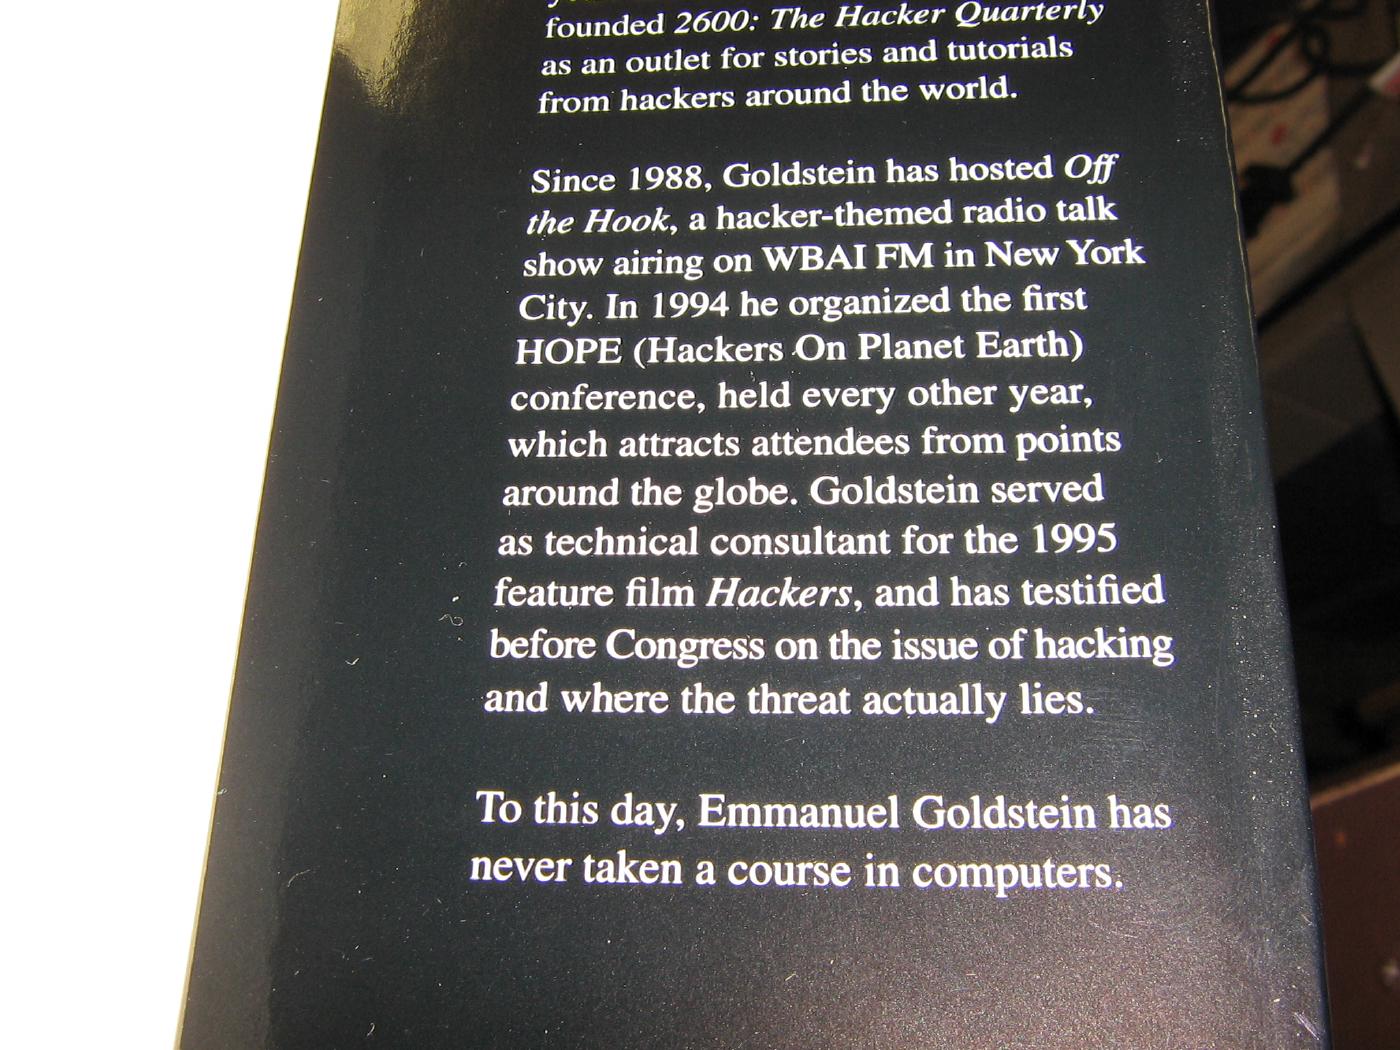 founded 2600: The Hacker Quarterly
as an outlet for stories and tutorials
from hackers around the world.
Since 1988, Goldstein has hosted Off
the Hook, a hacker-themed radio talk
show airing on WBAI FM in New York
City. In 1994 he organized the first
HOPE (Hackers On Planet Earth)
conference, held every other year,
which attracts attendees from points
around the globe. Goldstein served
as technical consultant for the 1995
feature film Hackers, and has testified
before Congress on the issue of hacking
and where the threat actually lies.
To this day, Emmanuel Goldstein has
never taken a course in computers.